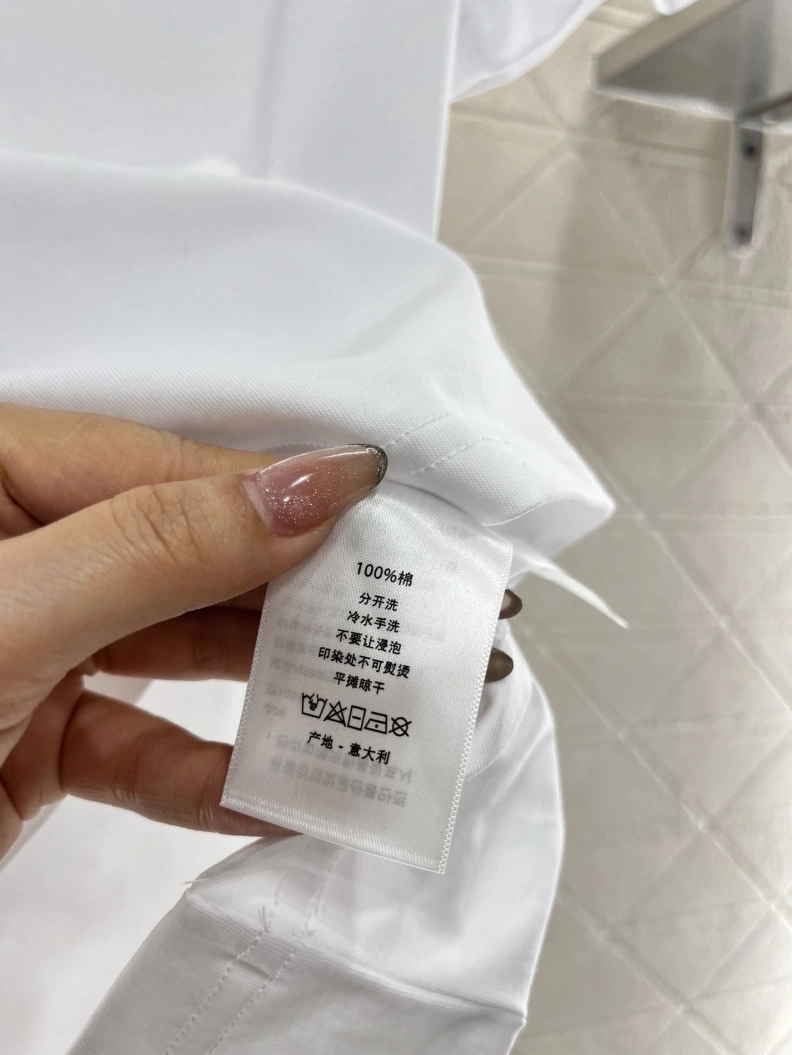 100%棉
分开洗
冷水手洗
不要让浸泡
印染处不可熨烫
平摊晾干
产地 - 意大利